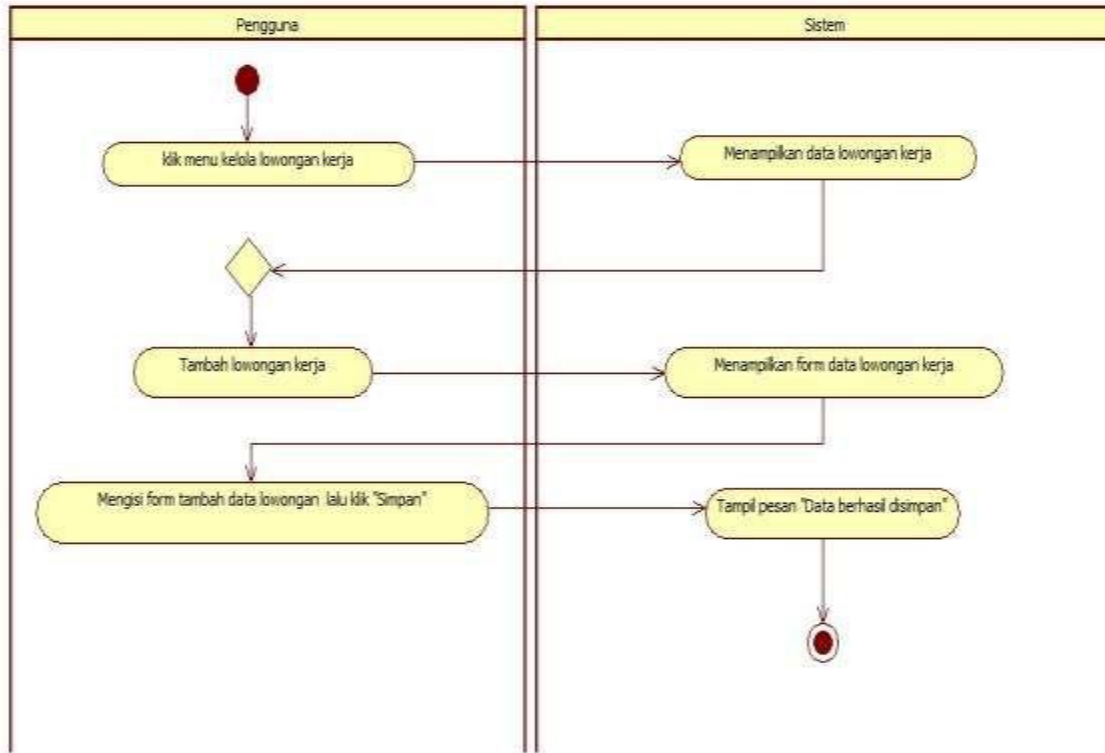 Pengguna
Sistem
klik menu kelola lowongan kerja
Menampilkan data lowongan kerja
Tambah lowongan kerja
Menampilkan form data lowongan kerja
Mengisi form tambah data lowongan lalu klik "Simpan"
Tampil pesan "Data berhasil disimpan"